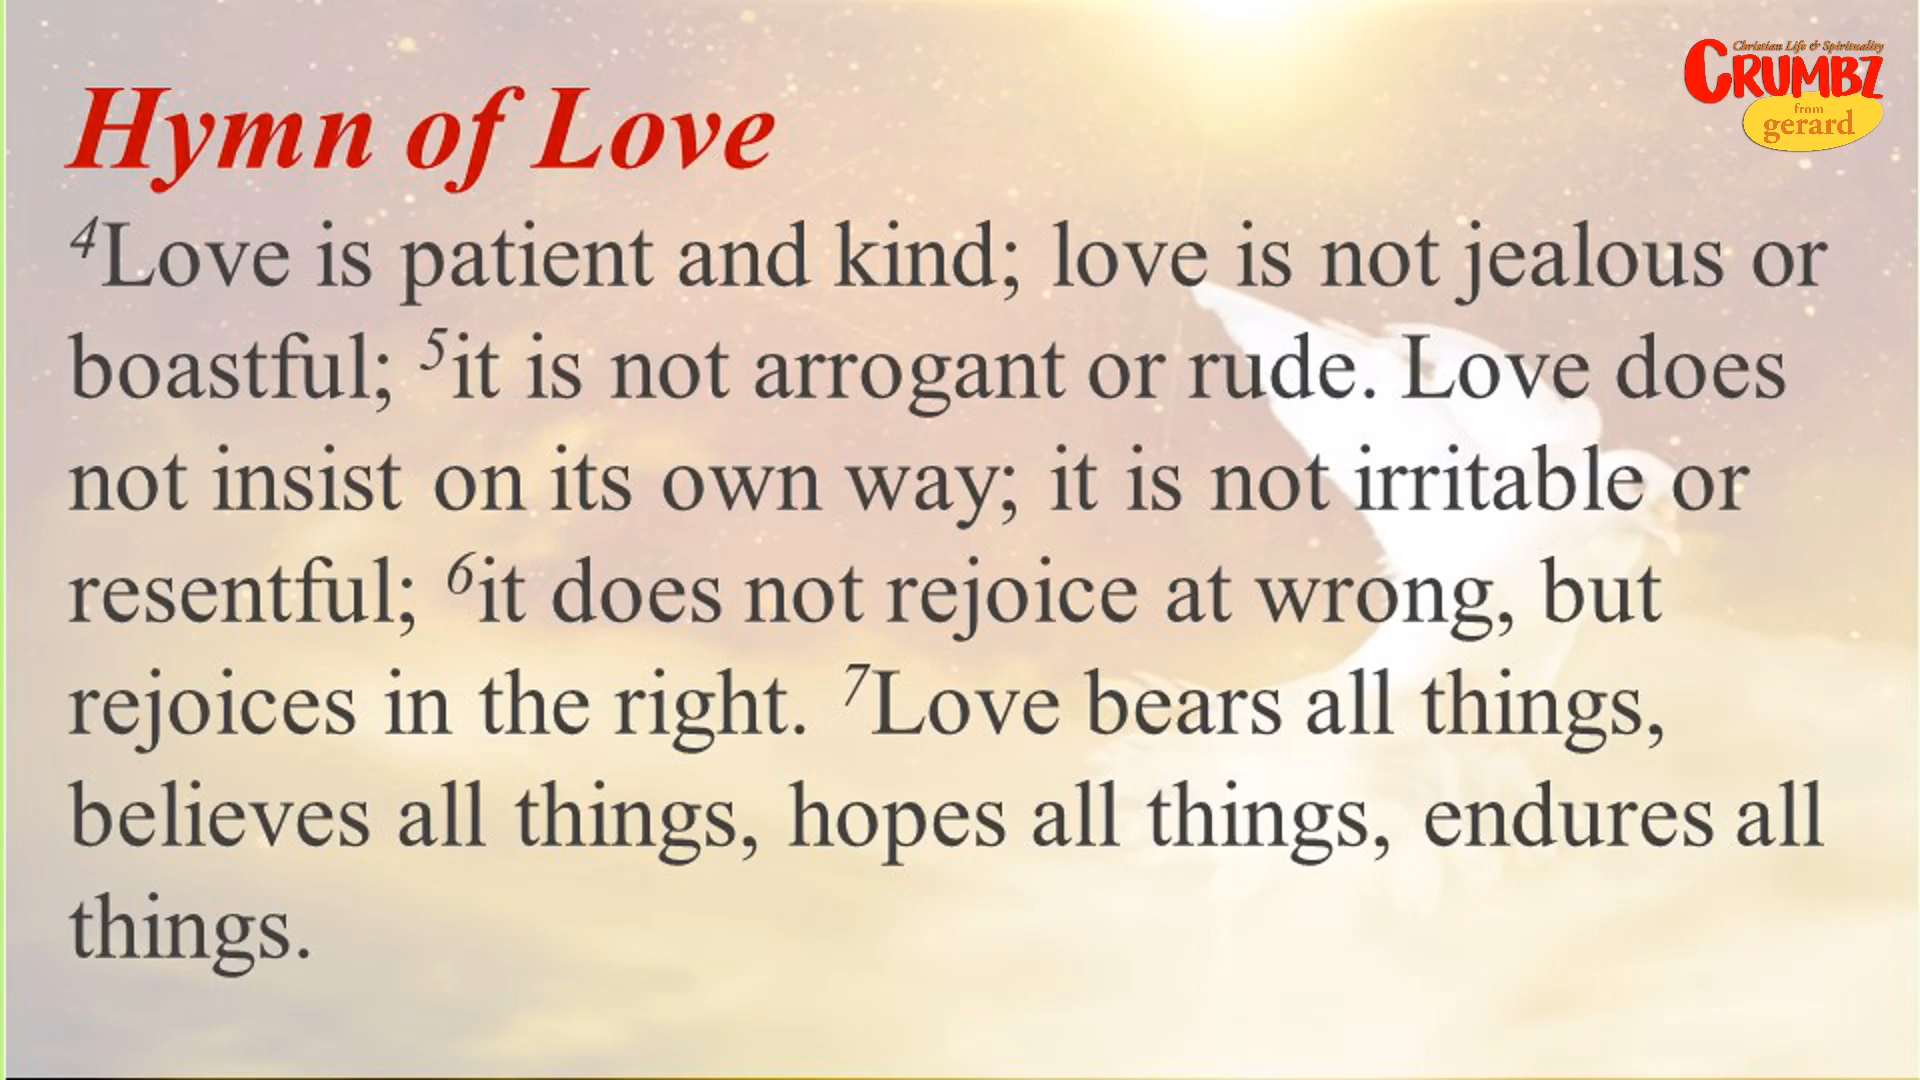 Christian Life & Spirituality
CRUMBZ
from
gerard
Hymn of Love
4Love is patient and kind; love is not jealous or
boastful; 5it is not arrogant or rude. Love does
not insist on its own way; it is not irritable or
resentful; 6it does not rejoice at wrong, but
rejoices in the right. 7Love bears all things,
believes all things, hopes all things, endures all
things.